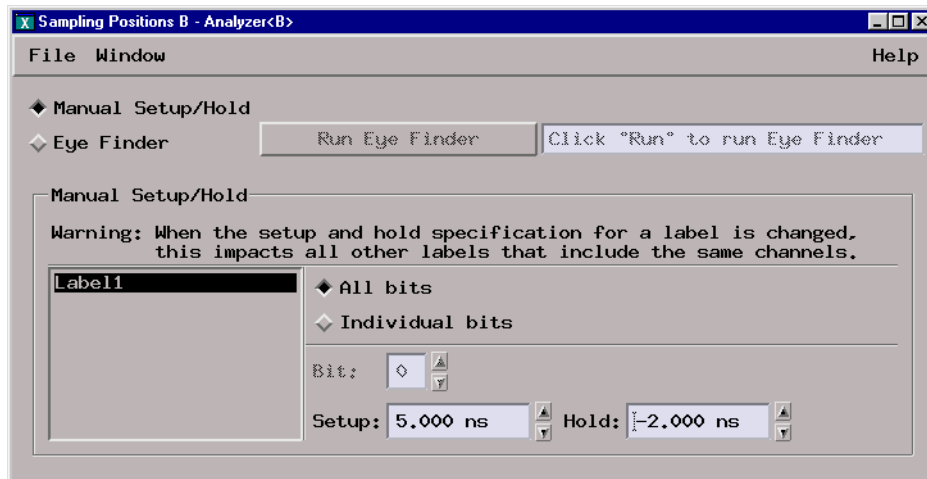 Sampling Positions B - Analyzer<B>
File Window Help
Manual Setup/Hold
Eye Finder Run Eye Finder Click "Run" to run Eye Finder
Manual Setup/Hold
Warning: When the setup and hold specification for a label is changed,
this impacts all other labels that include the same channels.
Label1
All bits
Individual bits
Bit: 0
Setup: 5.000 ns Hold: -2.000 ns